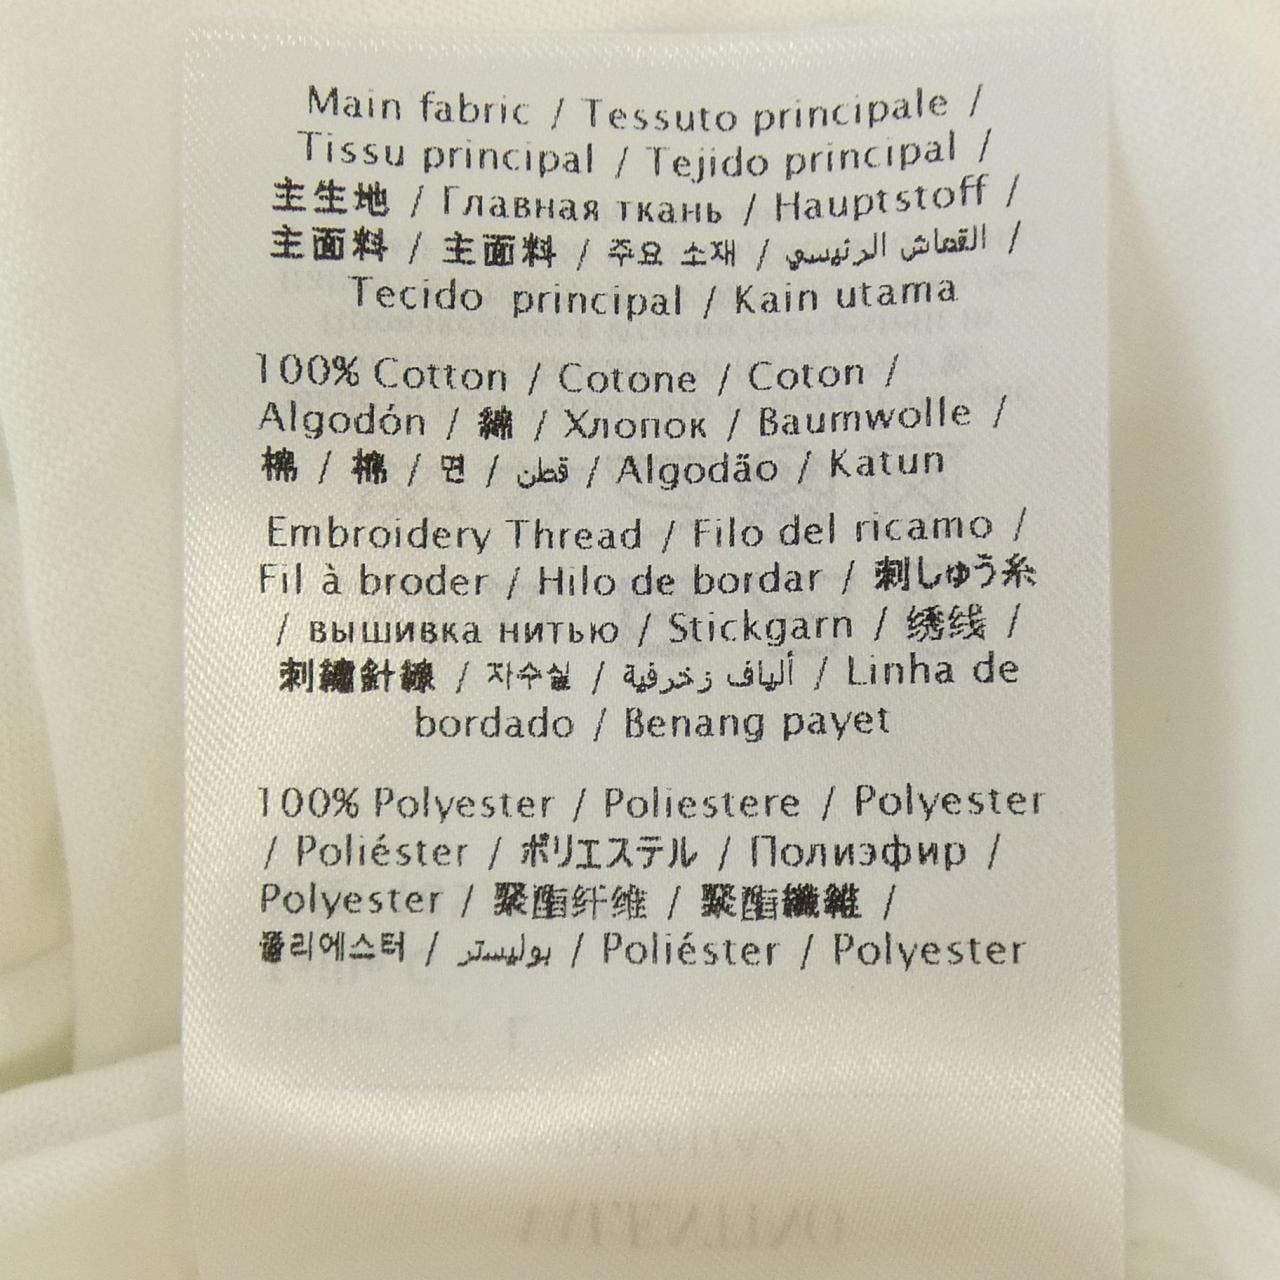 Main fabric / Tessuto principale /
Tissu principal / Tejido principal /
主生地 / Главная ткань / Hauptstoff /
主面料 / 主面料 / 주요 소재 / القماش الرئيسي /
Tecido principal / Kain utama
100% Cotton / Cotone / Coton /
Algodón / 綿 / Хлопок / Baumwolle /
棉 / 棉 / 면 / قطن / Algodão / Katun
Embroidery Thread / Filo del ricamo /
Fil à broder / Hilo de bordar / 刺しゅう糸
/ вышивка нитью / Stickgarn / 绣线 /
刺繡針線 / 자수실 / ألياف زخرفية / Linha de
bordado / Benang payet
100% Polyester / Poliestere / Polyester
/ Poliéster / ポリエステル / Полиэфир /
Polyester / 聚酯纤维 / 聚酯纖維 /
폴리에스터 / بوليستر / Poliéster / Polyester